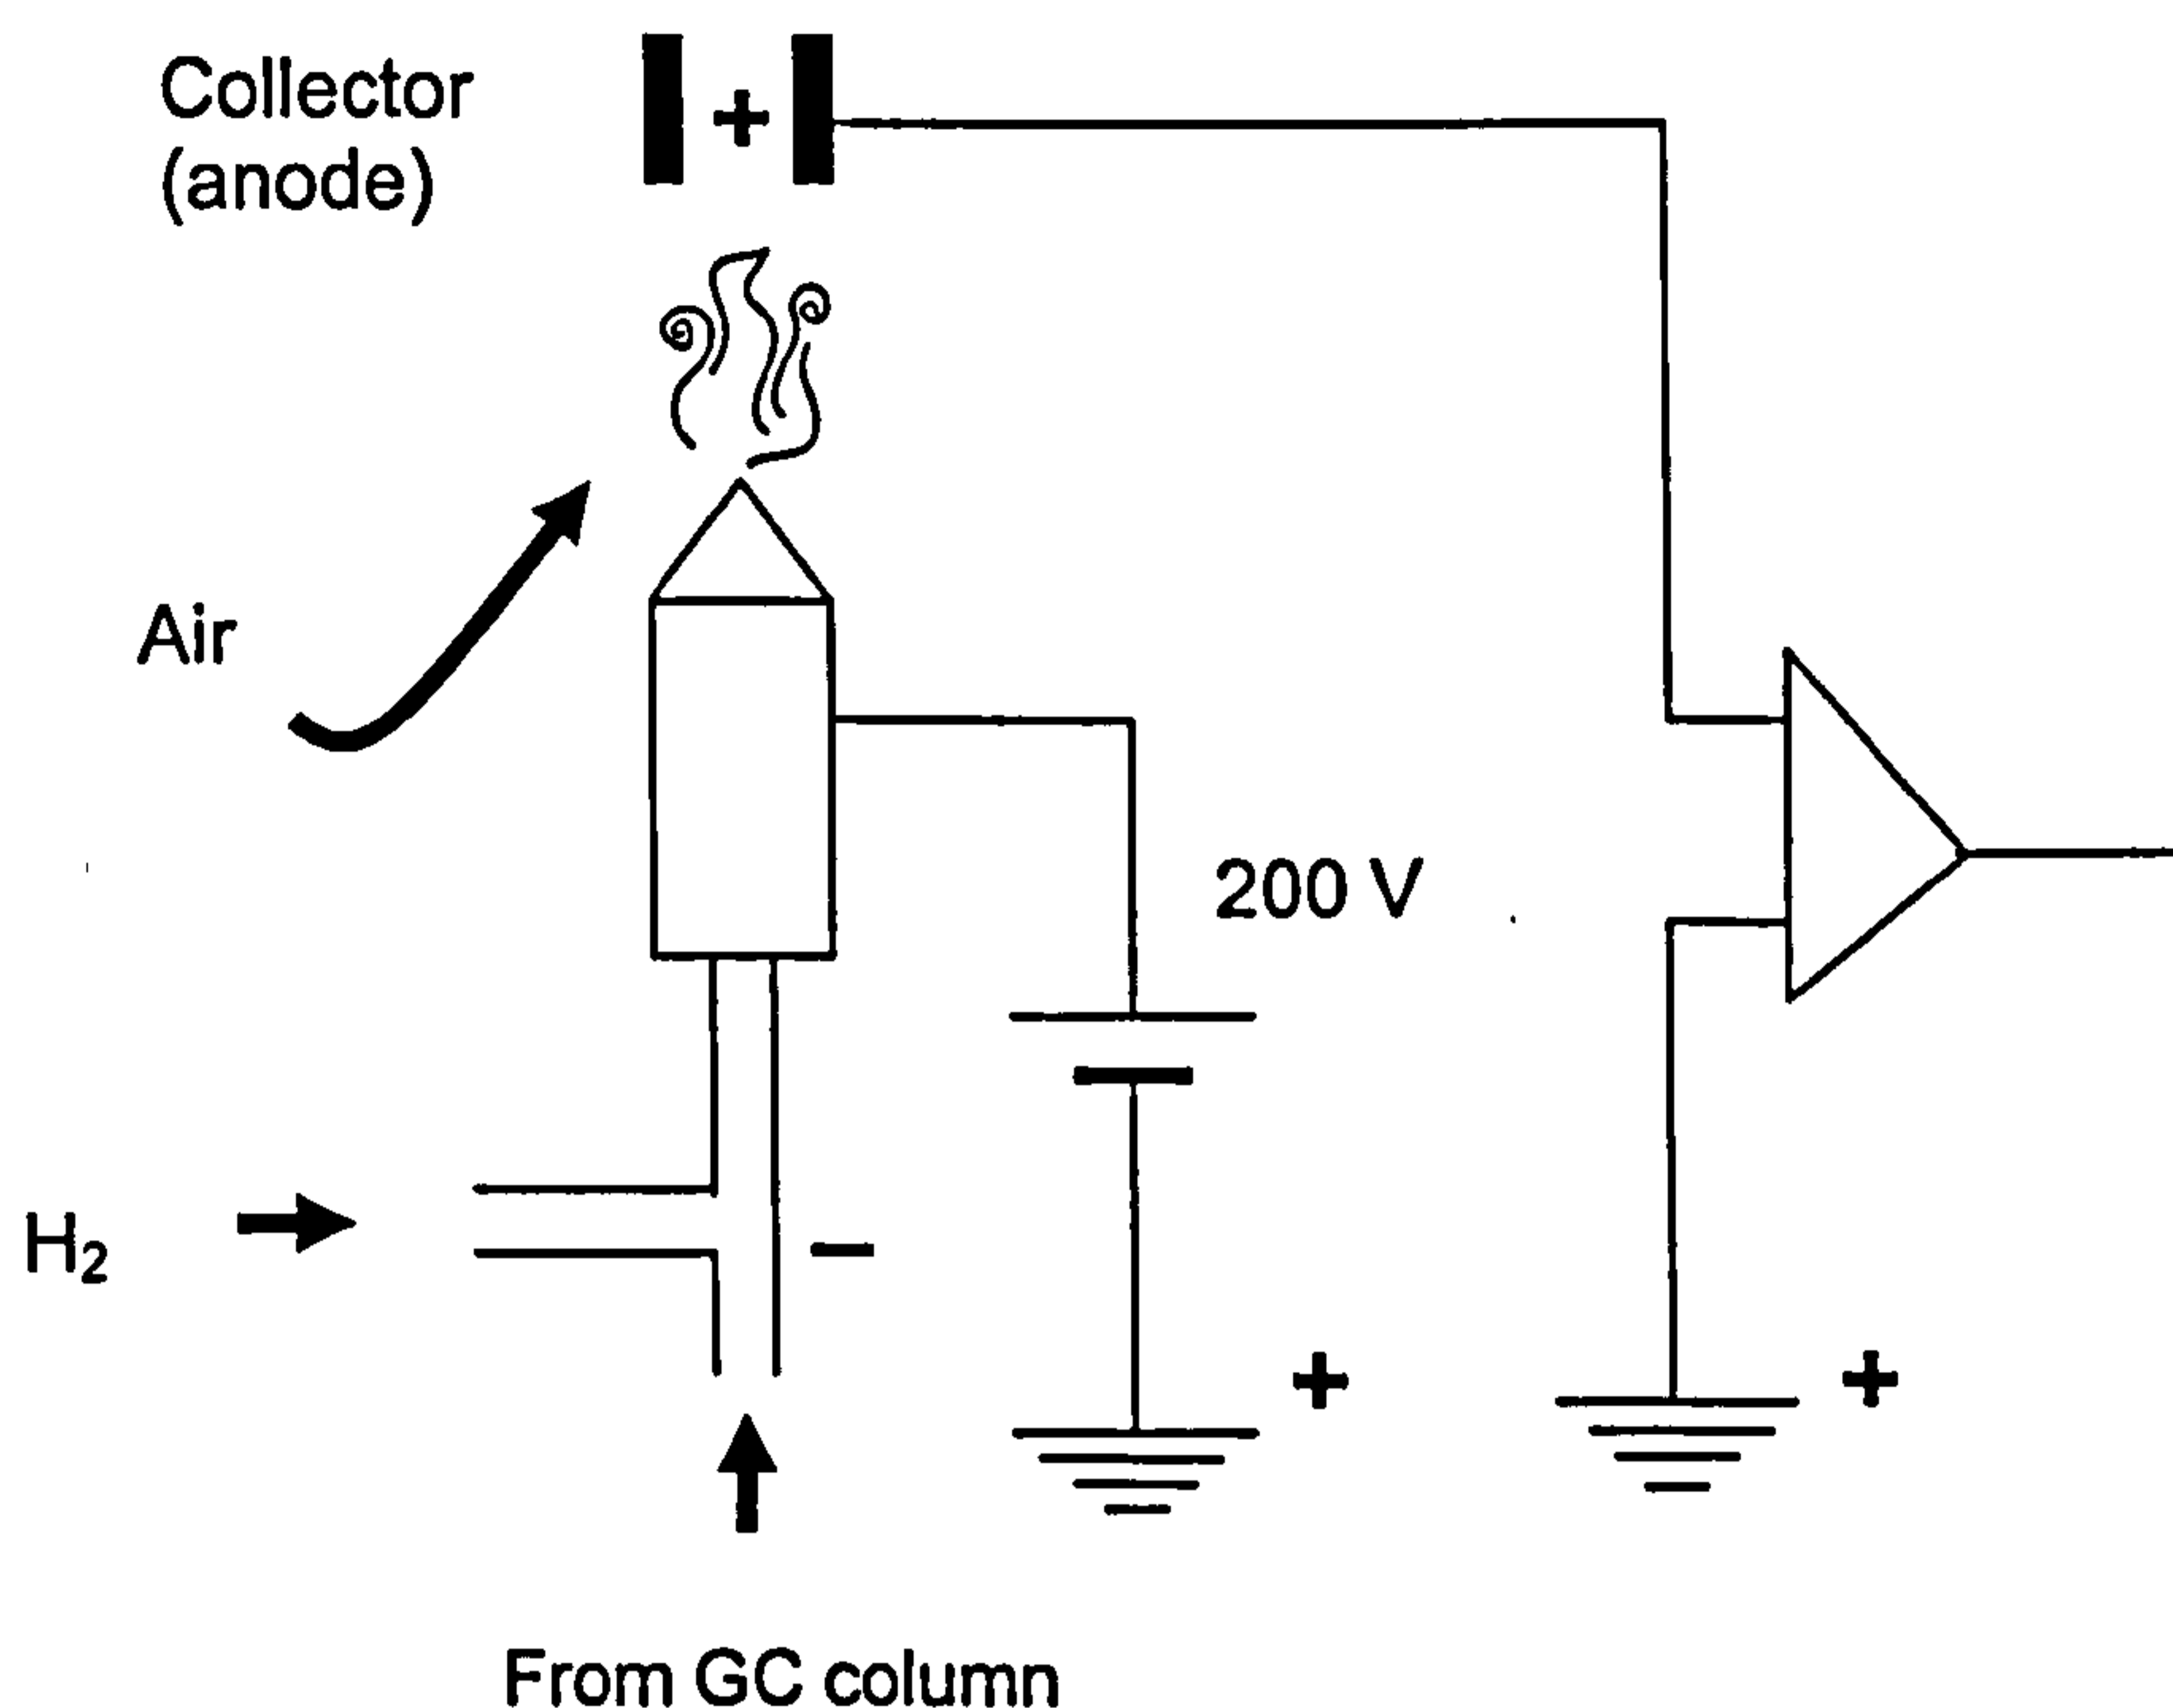 Collector
(anode)
+
Air
200 V
H₂
−
+
+
From GC column